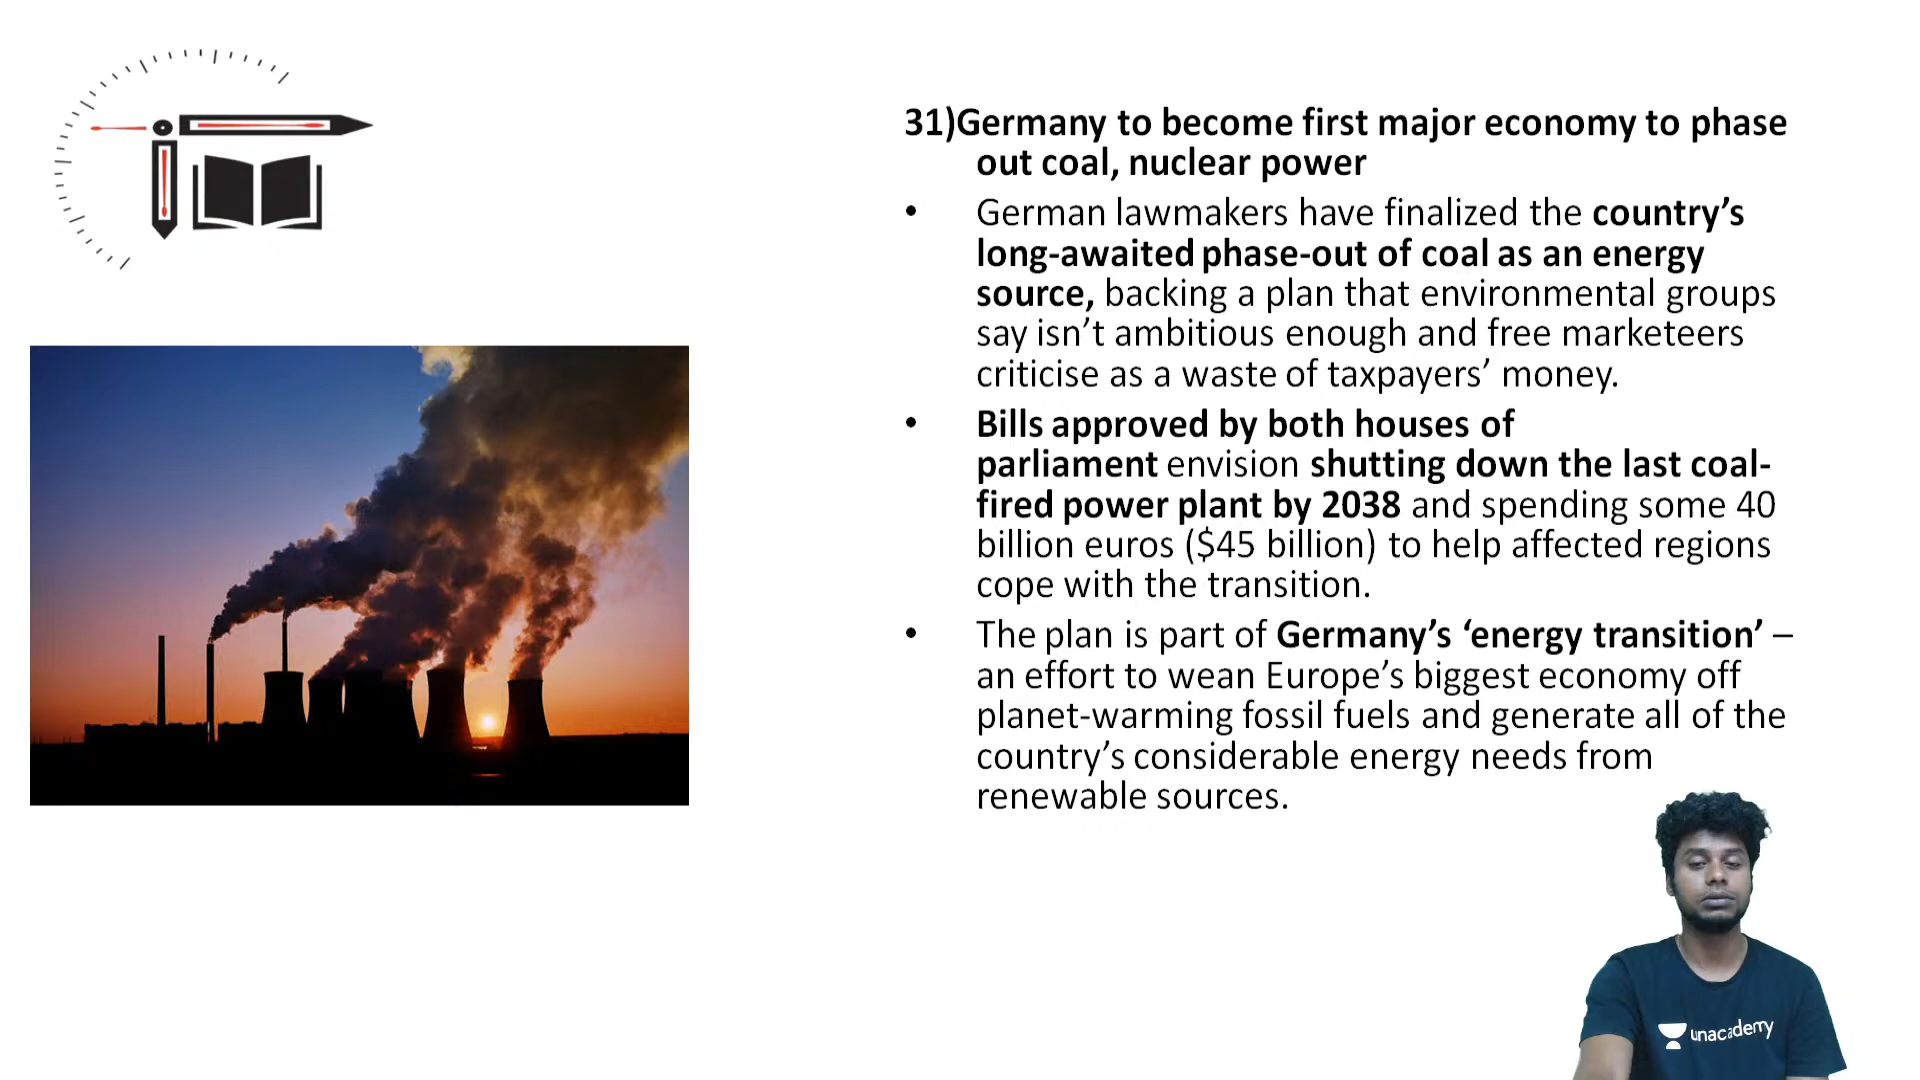 31)Germany to become first major economy to phase
out coal, nuclear power
• German lawmakers have finalized the country’s
long-awaited phase-out of coal as an energy
source, backing a plan that environmental groups
say isn’t ambitious enough and free marketeers
criticise as a waste of taxpayers’ money.
• Bills approved by both houses of
parliament envision shutting down the last coal-
fired power plant by 2038 and spending some 40
billion euros ($45 billion) to help affected regions
cope with the transition.
• The plan is part of Germany’s ‘energy transition’ –
an effort to wean Europe’s biggest economy off
planet-warming fossil fuels and generate all of the
country’s considerable energy needs from
renewable sources.
unacademy